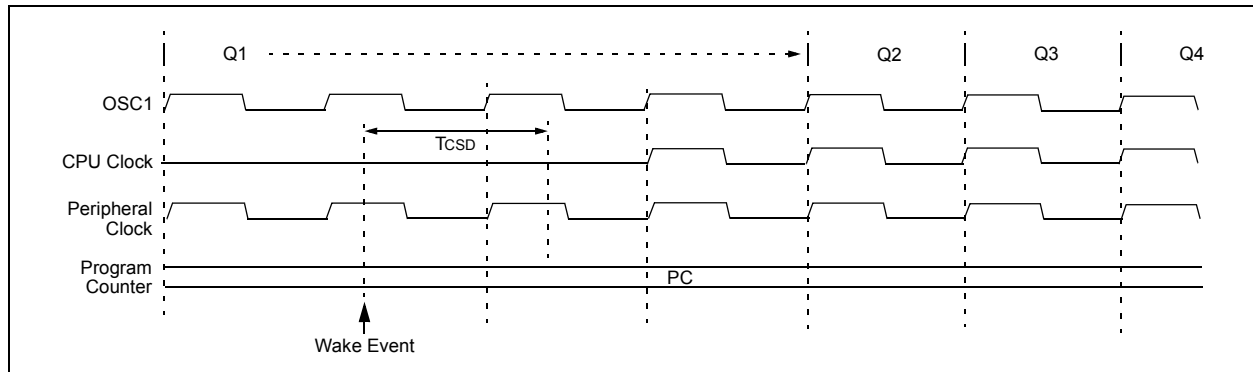 Q1 Q2 Q3 Q4
OSC1
TCSD
CPU Clock
Peripheral
Clock
Program
Counter
PC
Wake Event